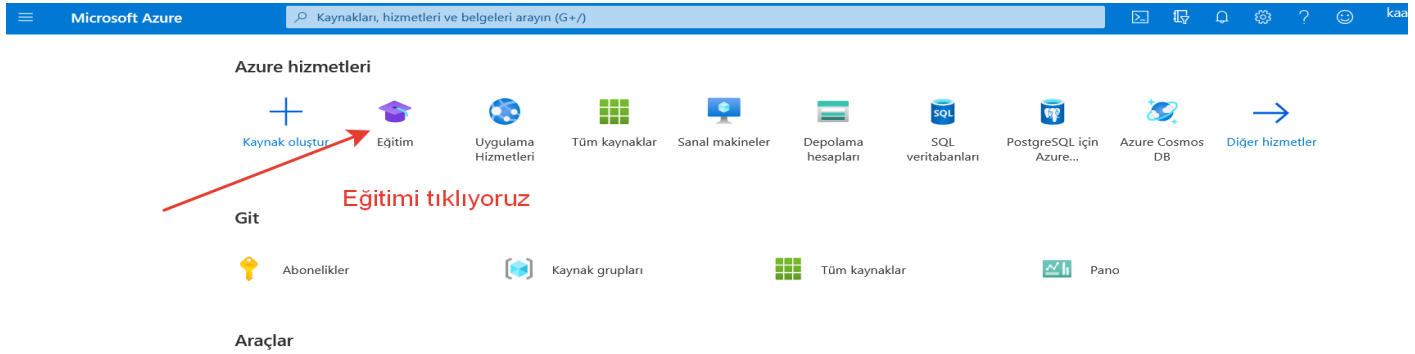 Microsoft Azure
Kaynakları, hizmetleri ve belgeleri arayın (G+/)
kaa
Azure hizmetleri
Kaynak oluştur
Eğitim
Uygulama
Hizmetleri
Tüm kaynaklar
Sanal makineler
Depolama
hesapları
SQL
SQL
veritabanları
PostgreSQL için
Azure...
Azure Cosmos
DB
Diğer hizmetler
Eğitimi tıklıyoruz
Git
Abonelikler
Kaynak grupları
Tüm kaynaklar
Pano
Araçlar